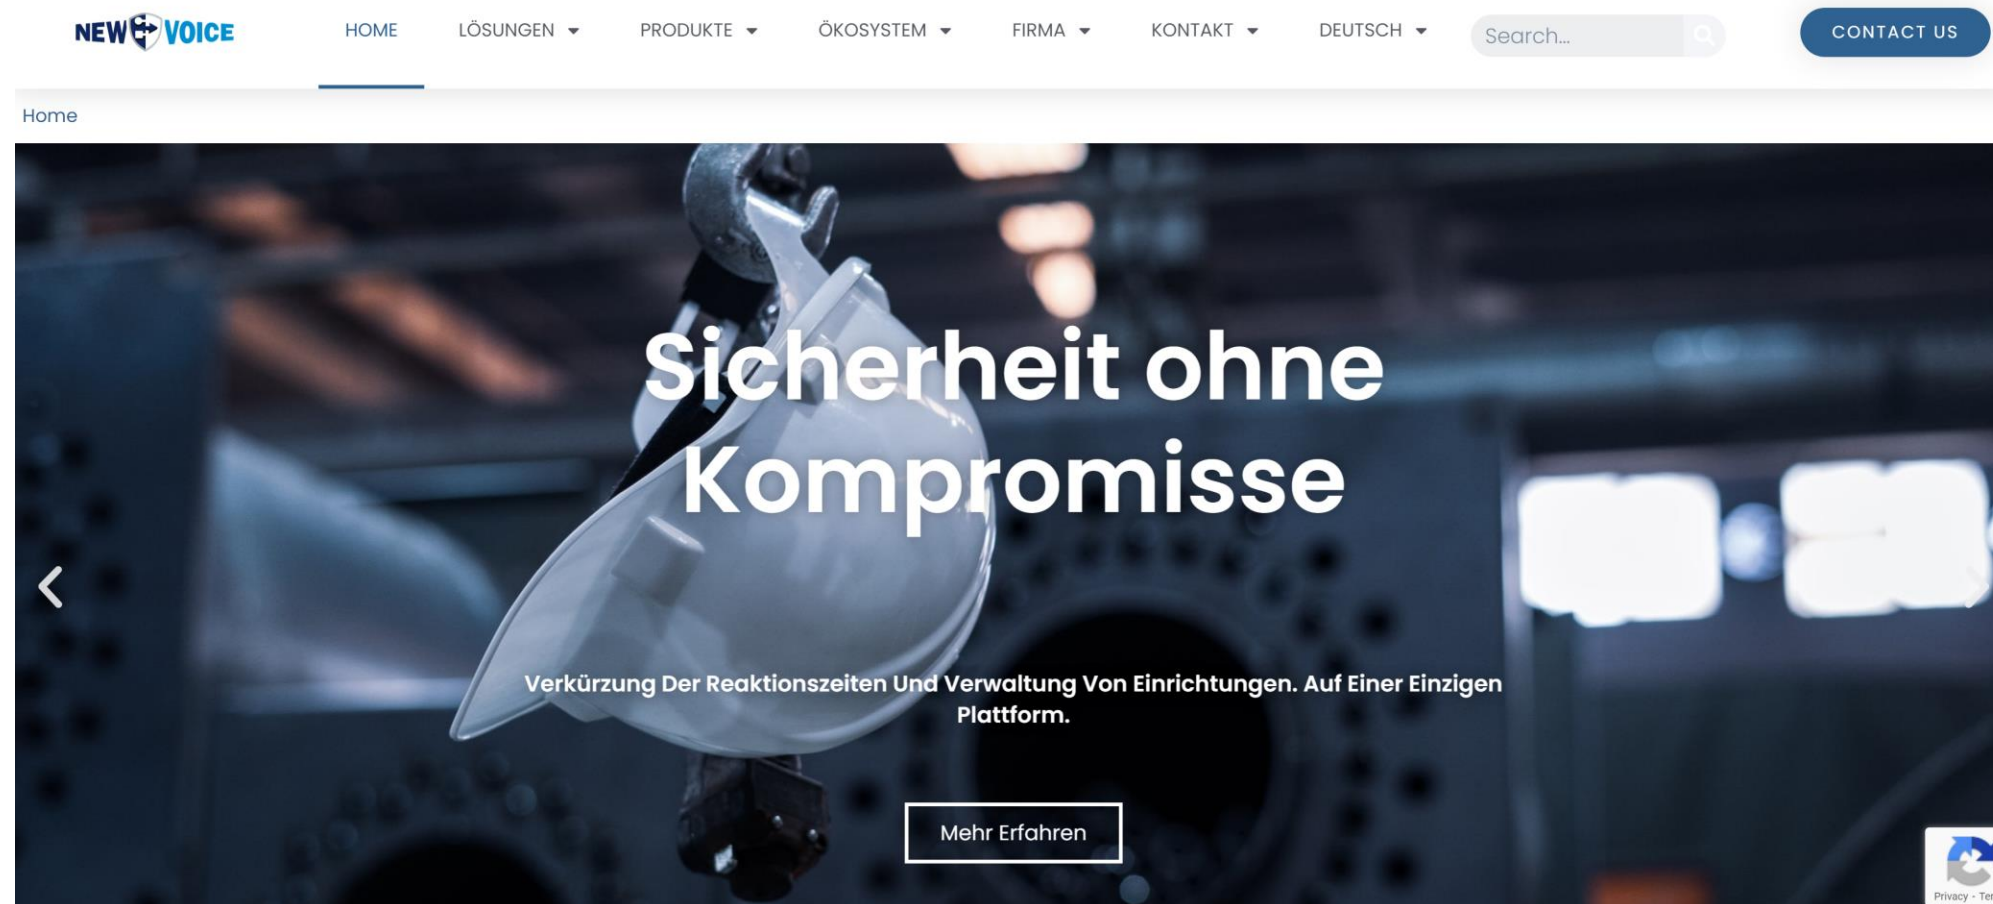 NEW VOICE
HOME
LÖSUNGEN
PRODUKTE
ÖKOSYSTEM
FIRMA
KONTAKT
DEUTSCH
Search...
CONTACT US
Home
Sicherheit ohne
Kompromisse
Verkürzung Der Reaktionszeiten Und Verwaltung Von Einrichtungen. Auf Einer Einzigen
Plattform.
Mehr Erfahren
Privacy -